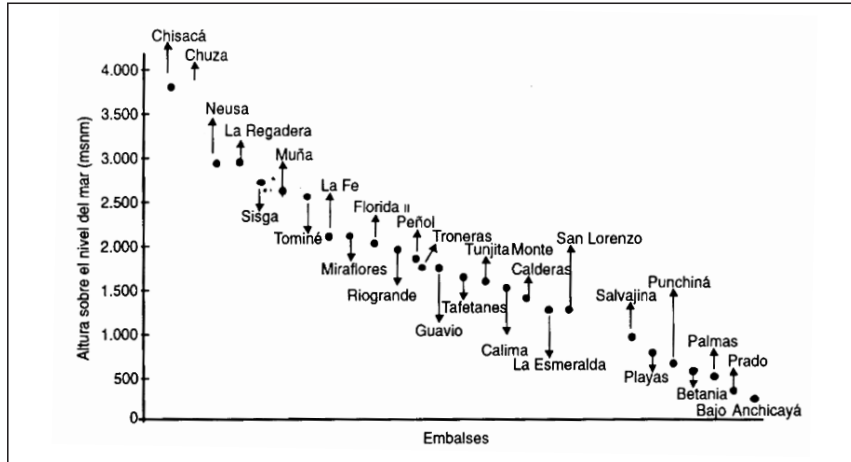 Chisacá
Chuza
4.000
3.500
Neusa
La Regadera
3.000
Muña
2.500
La Fe
Sisga
Florida II
Peñol
Tominé
Troneras
San Lorenzo
2.000
Tunjita Monte
Miraflores
Calderas
Riogrande
Punchiná
1.500
Tafetanes
Salvajina
Guavio
1.000
Calima
Palmas
La Esmeralda
Prado
Playas
500
Betania
Bajo Anchicayá
0
Altura sobre el nivel del mar (msnm)
Embalses